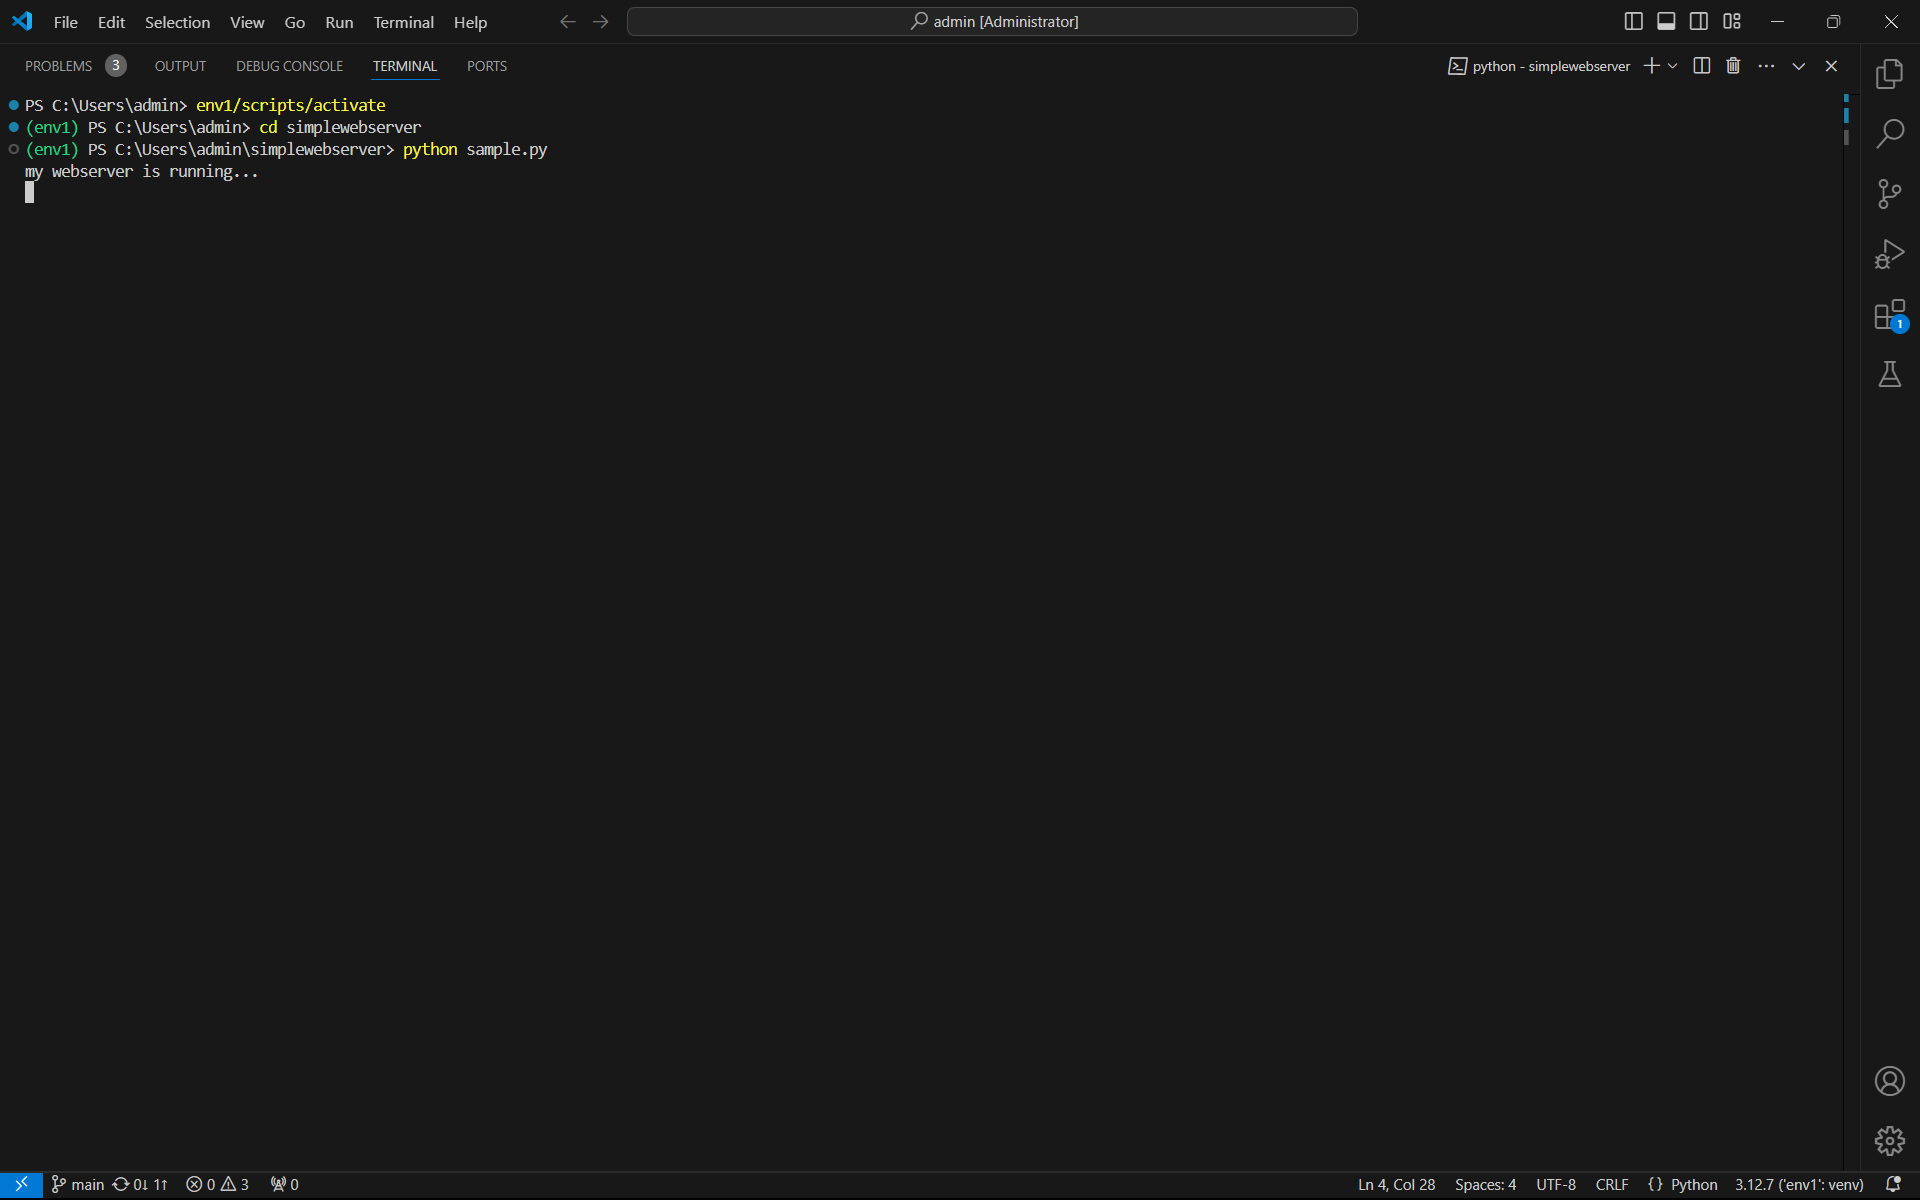 File Edit Selection View Go Run Terminal Help admin [Administrator]
PROBLEMS 3 OUTPUT DEBUG CONSOLE TERMINAL PORTS python - simplewebserver
PS C:\Users\admin> env1/scripts/activate
(env1) PS C:\Users\admin> cd simplewebserver
(env1) PS C:\Users\admin\simplewebserver> python sample.py
my webserver is running...
1
main 0↓ 1↑ 0 3 0 Ln 4, Col 28 Spaces: 4 UTF-8 CRLF {} Python 3.12.7 ('env1': venv)